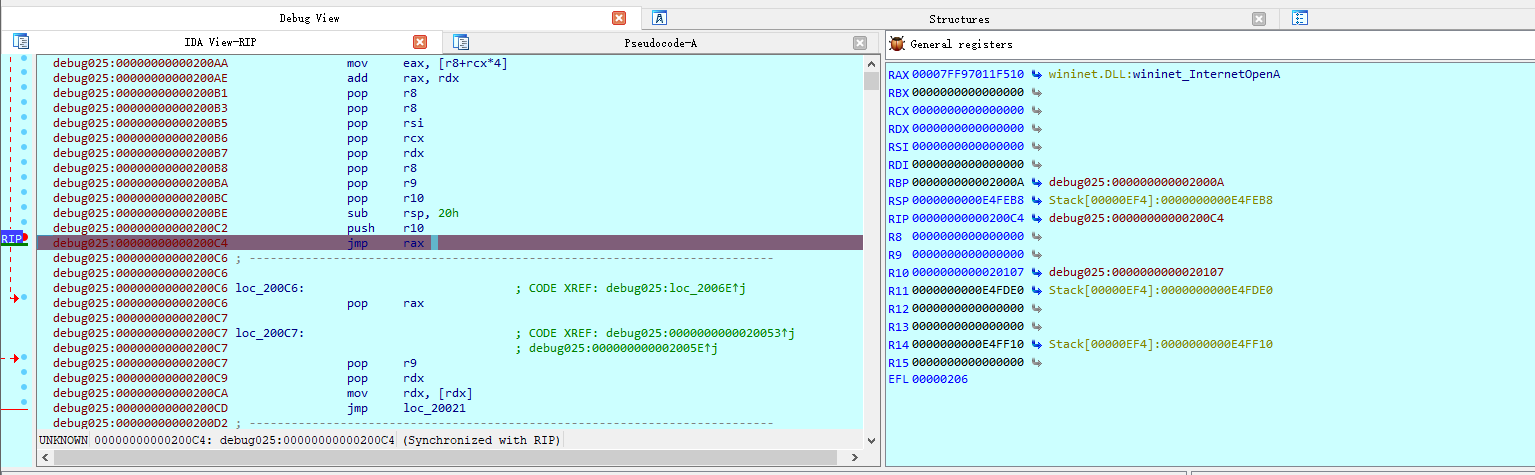 Debug View
Structures
IDA View-RIP
Pseudocode-A
General registers
debug025:00000000000200AA mov eax, [r8+rcx*4]
debug025:00000000000200AE add rax, rdx
debug025:00000000000200B1 pop r8
debug025:00000000000200B3 pop r8
debug025:00000000000200B5 pop rsi
debug025:00000000000200B6 pop rcx
debug025:00000000000200B7 pop rdx
debug025:00000000000200B8 pop r8
debug025:00000000000200BA pop r9
debug025:00000000000200BC pop r10
debug025:00000000000200BE sub rsp, 20h
debug025:00000000000200C2 push r10
RIP debug025:00000000000200C4 jmp rax
debug025:00000000000200C6 ; ---------------------------------------------------------------------------
debug025:00000000000200C6
debug025:00000000000200C6 loc_200C6: ; CODE XREF: debug025:loc_2006E↑j
debug025:00000000000200C6 pop rax
debug025:00000000000200C7
debug025:00000000000200C7 loc_200C7: ; CODE XREF: debug025:0000000000020053↑j
debug025:00000000000200C7 ; debug025:000000000002005E↑j
debug025:00000000000200C7 pop r9
debug025:00000000000200C9 pop rdx
debug025:00000000000200CA mov rdx, [rdx]
debug025:00000000000200CD jmp loc_20021
debug025:00000000000200D2 ; ---------------------------------------------------------------------------
UNKNOWN 00000000000200C4: debug025:00000000000200C4 (Synchronized with RIP)
RAX 00007FF97011F510 wininet.DLL:wininet_InternetOpenA
RBX 0000000000000000
RCX 0000000000000000
RDX 0000000000000000
RSI 0000000000000000
RDI 0000000000000000
RBP 000000000002000A debug025:000000000002000A
RSP 0000000000E4FEB8 Stack[00000EF4]:0000000000E4FEB8
RIP 00000000000200C4 debug025:00000000000200C4
R8 0000000000000000
R9 0000000000000000
R10 0000000000020107 debug025:0000000000020107
R11 0000000000E4FDE0 Stack[00000EF4]:0000000000E4FDE0
R12 0000000000000000
R13 0000000000000000
R14 0000000000E4FF10 Stack[00000EF4]:0000000000E4FF10
R15 0000000000000000
EFL 00000206